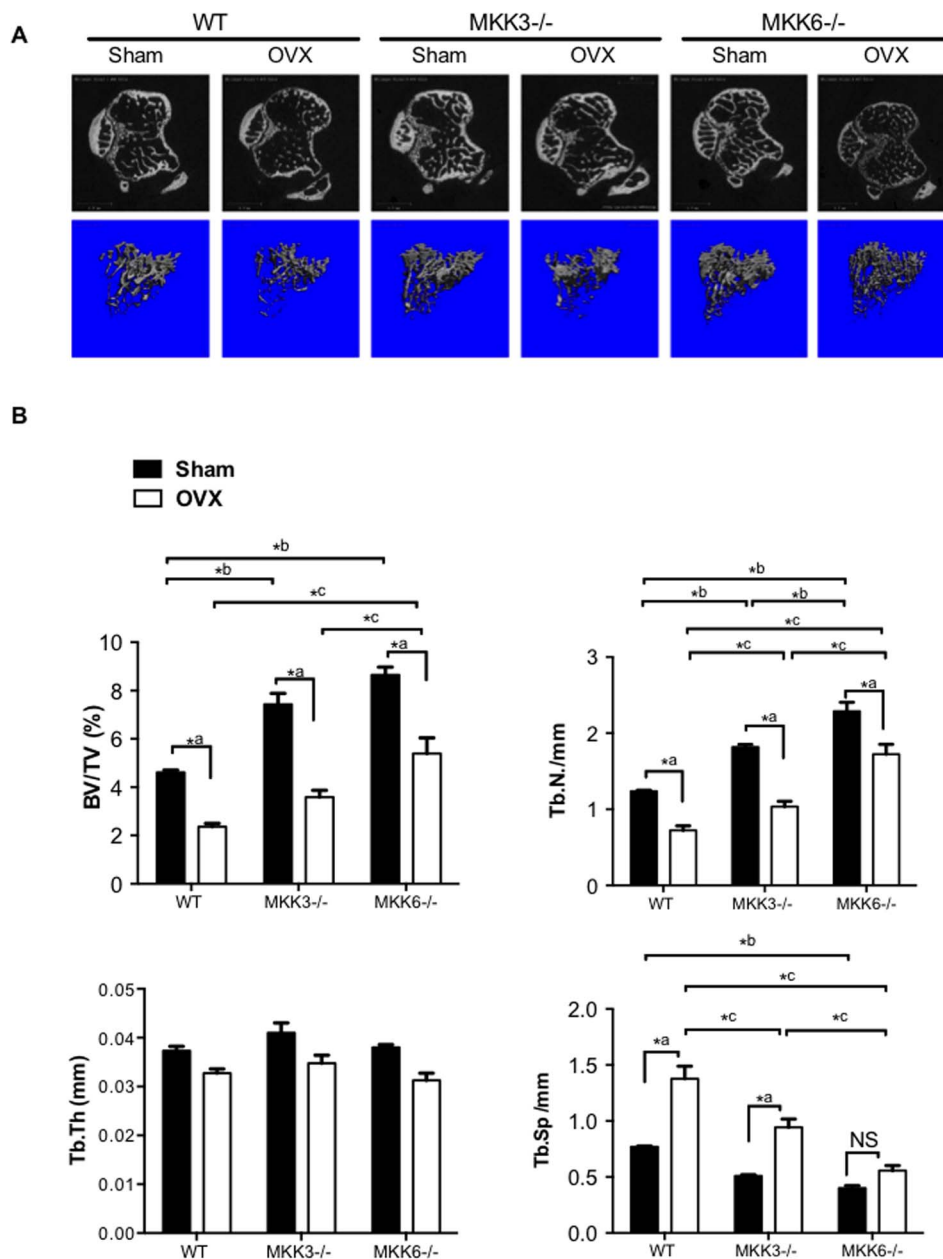 A
WT MKK3-/- MKK6-/-
Sham OVX Sham OVX Sham OVX
B
Sham
OVX
*b
*b
*c
*c
*a
*a
*a
BV/TV (%)
10
8
6
4
2
0
WT MKK3-/- MKK6-/-
*b
*b *b
*c
*c *c
*a
*a
*a
Tb.N./mm
3
2
1
0
WT MKK3-/- MKK6-/-
Tb.Th (mm)
0.05
0.04
0.03
0.02
0.01
0.00
WT MKK3-/- MKK6-/-
*b
*c
*c *c
*a
*a
NS
Tb.Sp /mm
2.0
1.5
1.0
0.5
0.0
WT MKK3-/- MKK6-/-